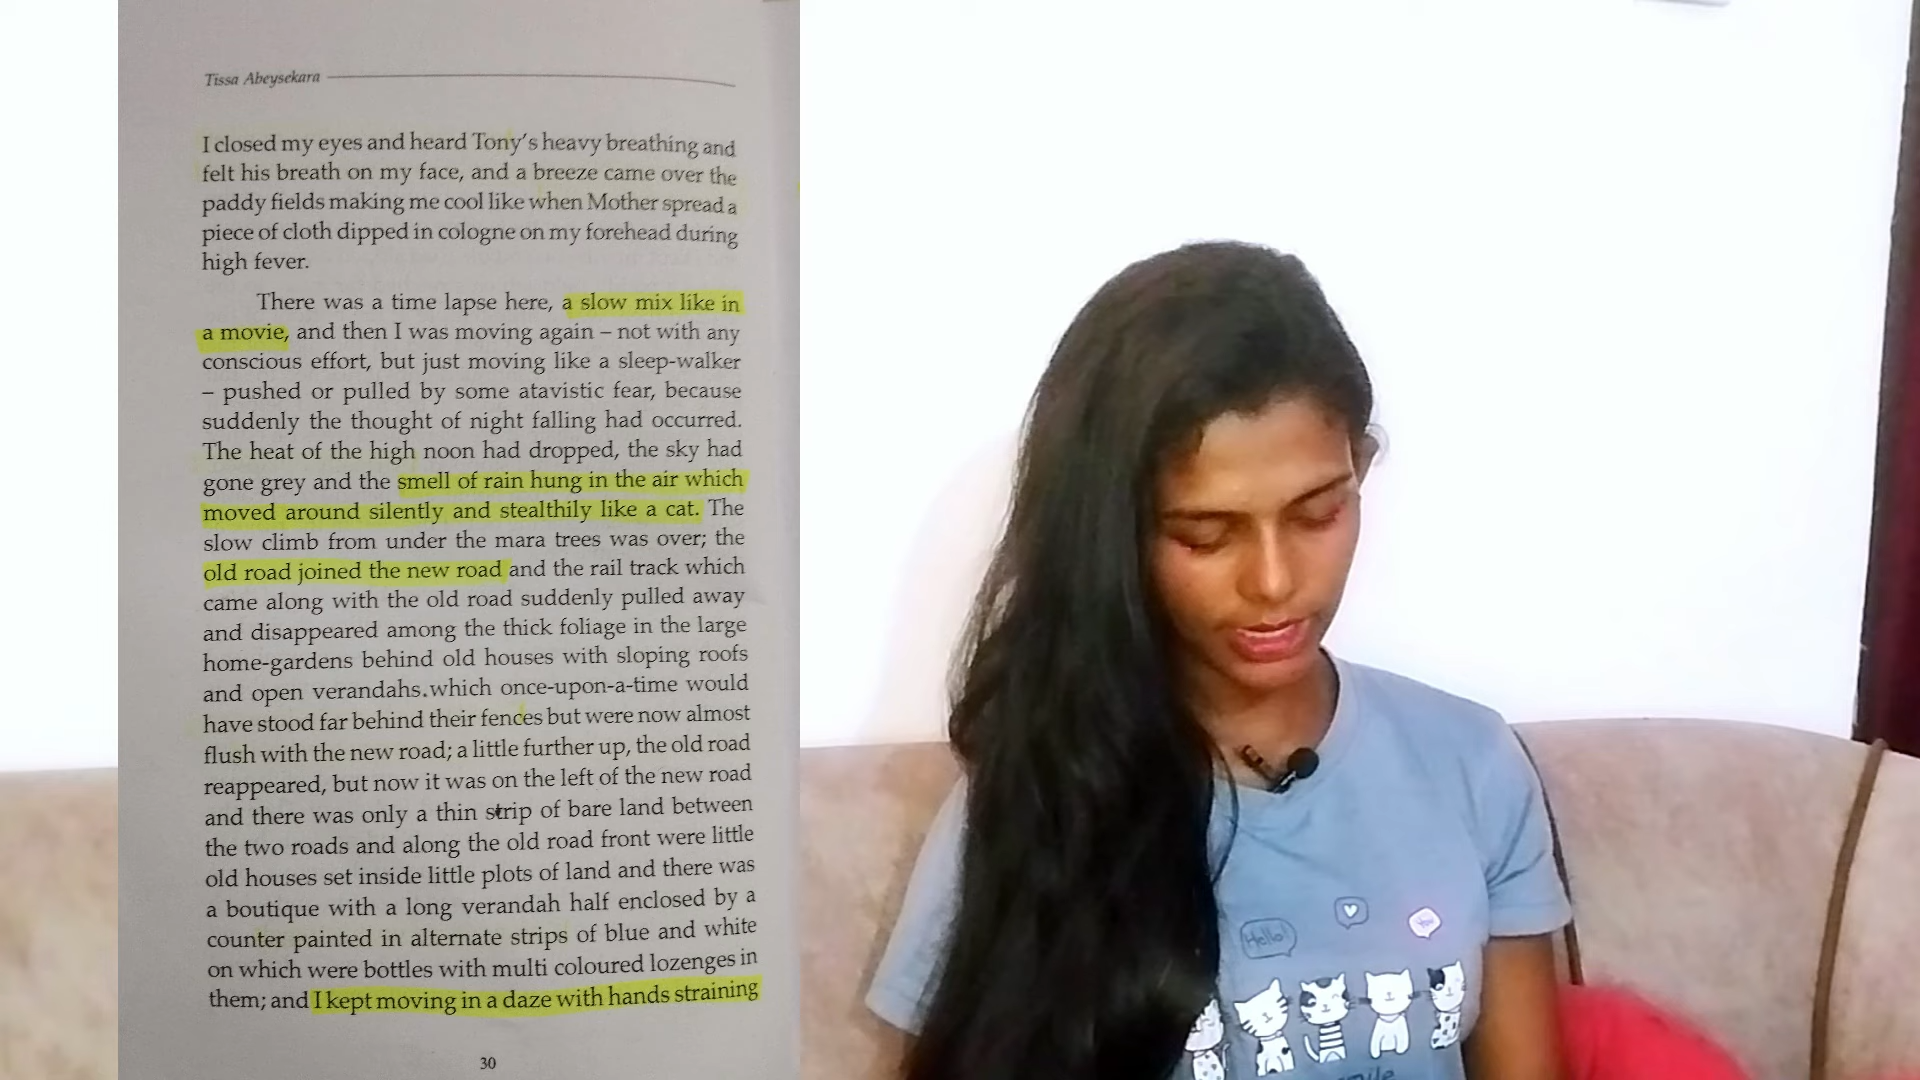 Tissa Abeysekara
I closed my eyes and heard Tony's heavy breathing and
felt his breath on my face, and a breeze came over the
paddy fields making me cool like when Mother spread a
piece of cloth dipped in cologne on my forehead during
high fever.
There was a time lapse here, a slow mix like in
a movie, and then I was moving again – not with any
conscious effort, but just moving like a sleep-walker
– pushed or pulled by some atavistic fear, because
suddenly the thought of night falling had occurred.
The heat of the high noon had dropped, the sky had
gone grey and the smell of rain hung in the air which
moved around silently and stealthily like a cat. The
slow climb from under the mara trees was over; the
old road joined the new road and the rail track which
came along with the old road suddenly pulled away
and disappeared among the thick foliage in the large
home-gardens behind old houses with sloping roofs
and open verandahs.which once-upon-a-time would
have stood far behind their fences but were now almost
flush with the new road; a little further up, the old road
reappeared, but now it was on the left of the new road
and there was only a thin strip of bare land between
the two roads and along the old road front were little
old houses set inside little plots of land and there was
a boutique with a long verandah half enclosed by a
counter painted in alternate strips of blue and white
on which were bottles with multi coloured lozenges in
them; and I kept moving in a daze with hands straining
30
Hello!